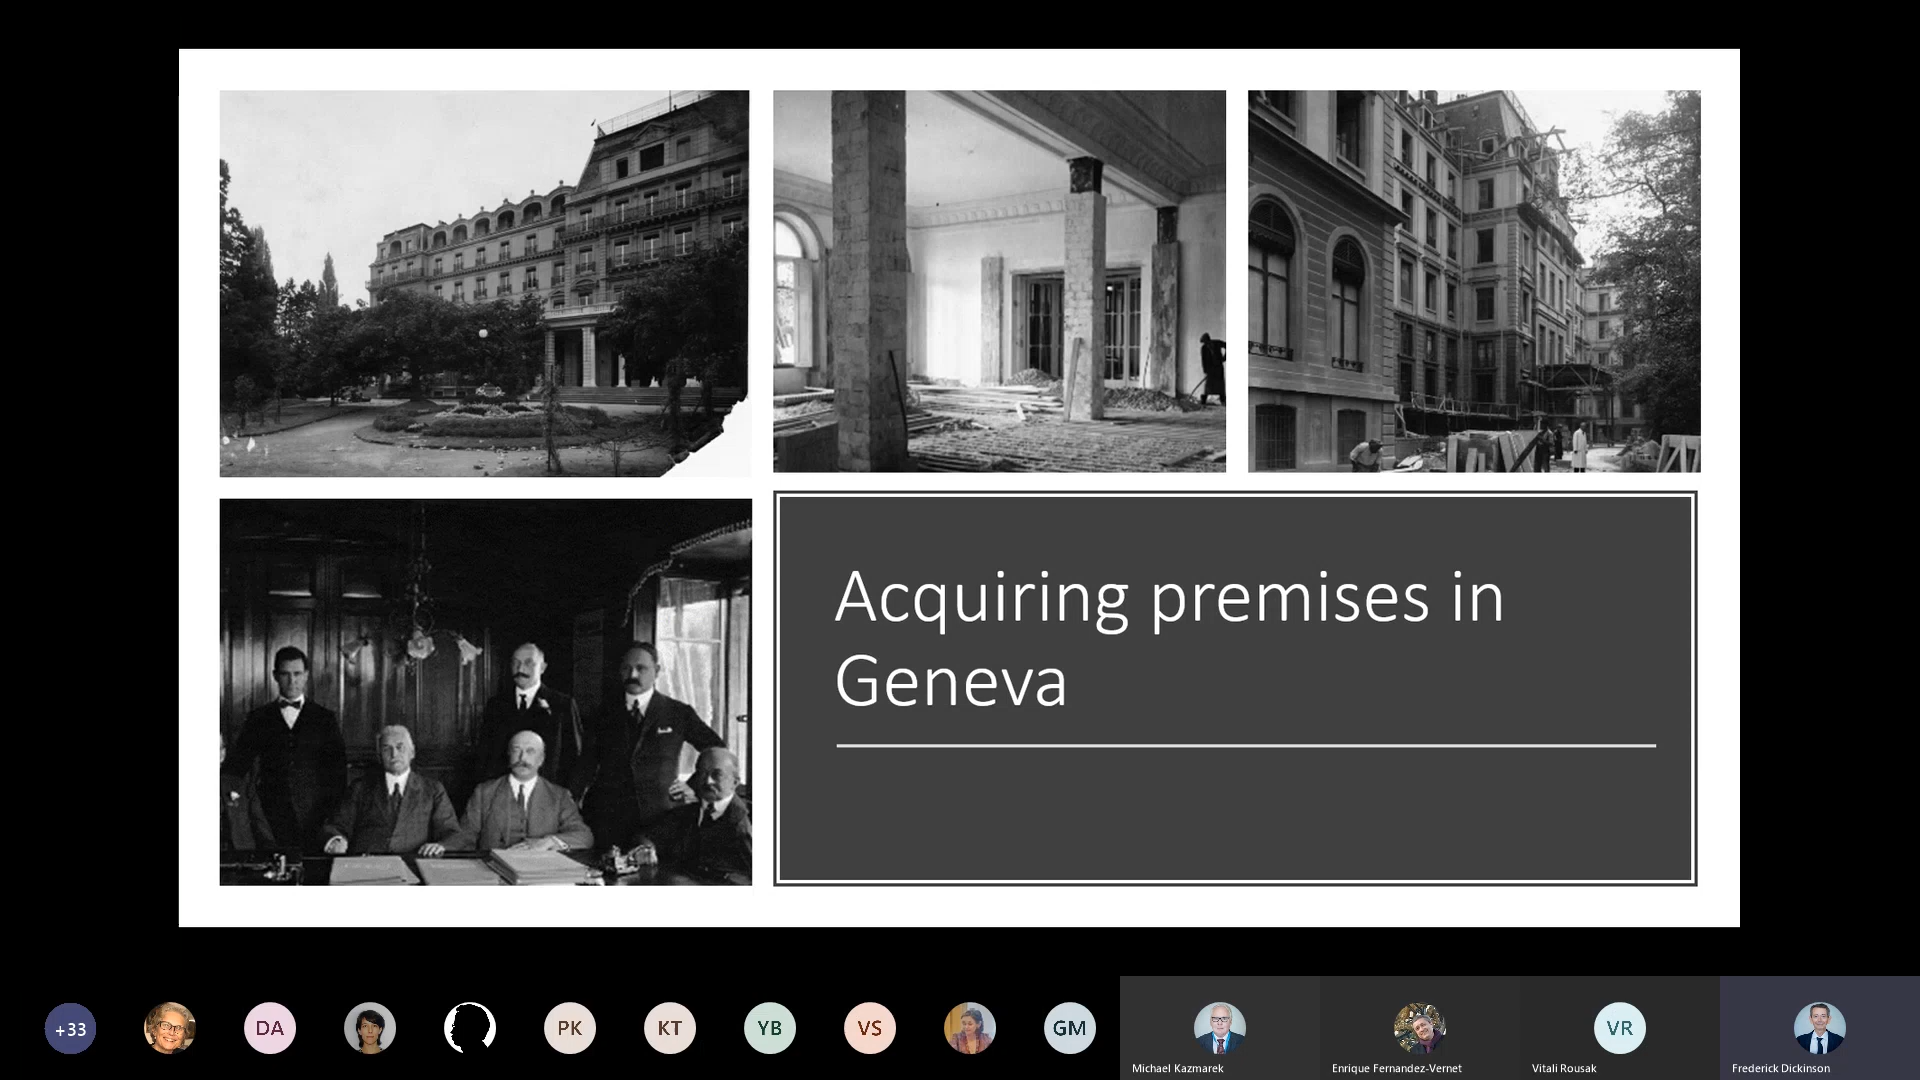 Acquiring premises in
Geneva
+33
DA
PK
KT
YB
VS
GM
VR
Michael Kazmarek
Enrique Fernandez-Vernet
Vitali Rousak
Frederick Dickinson